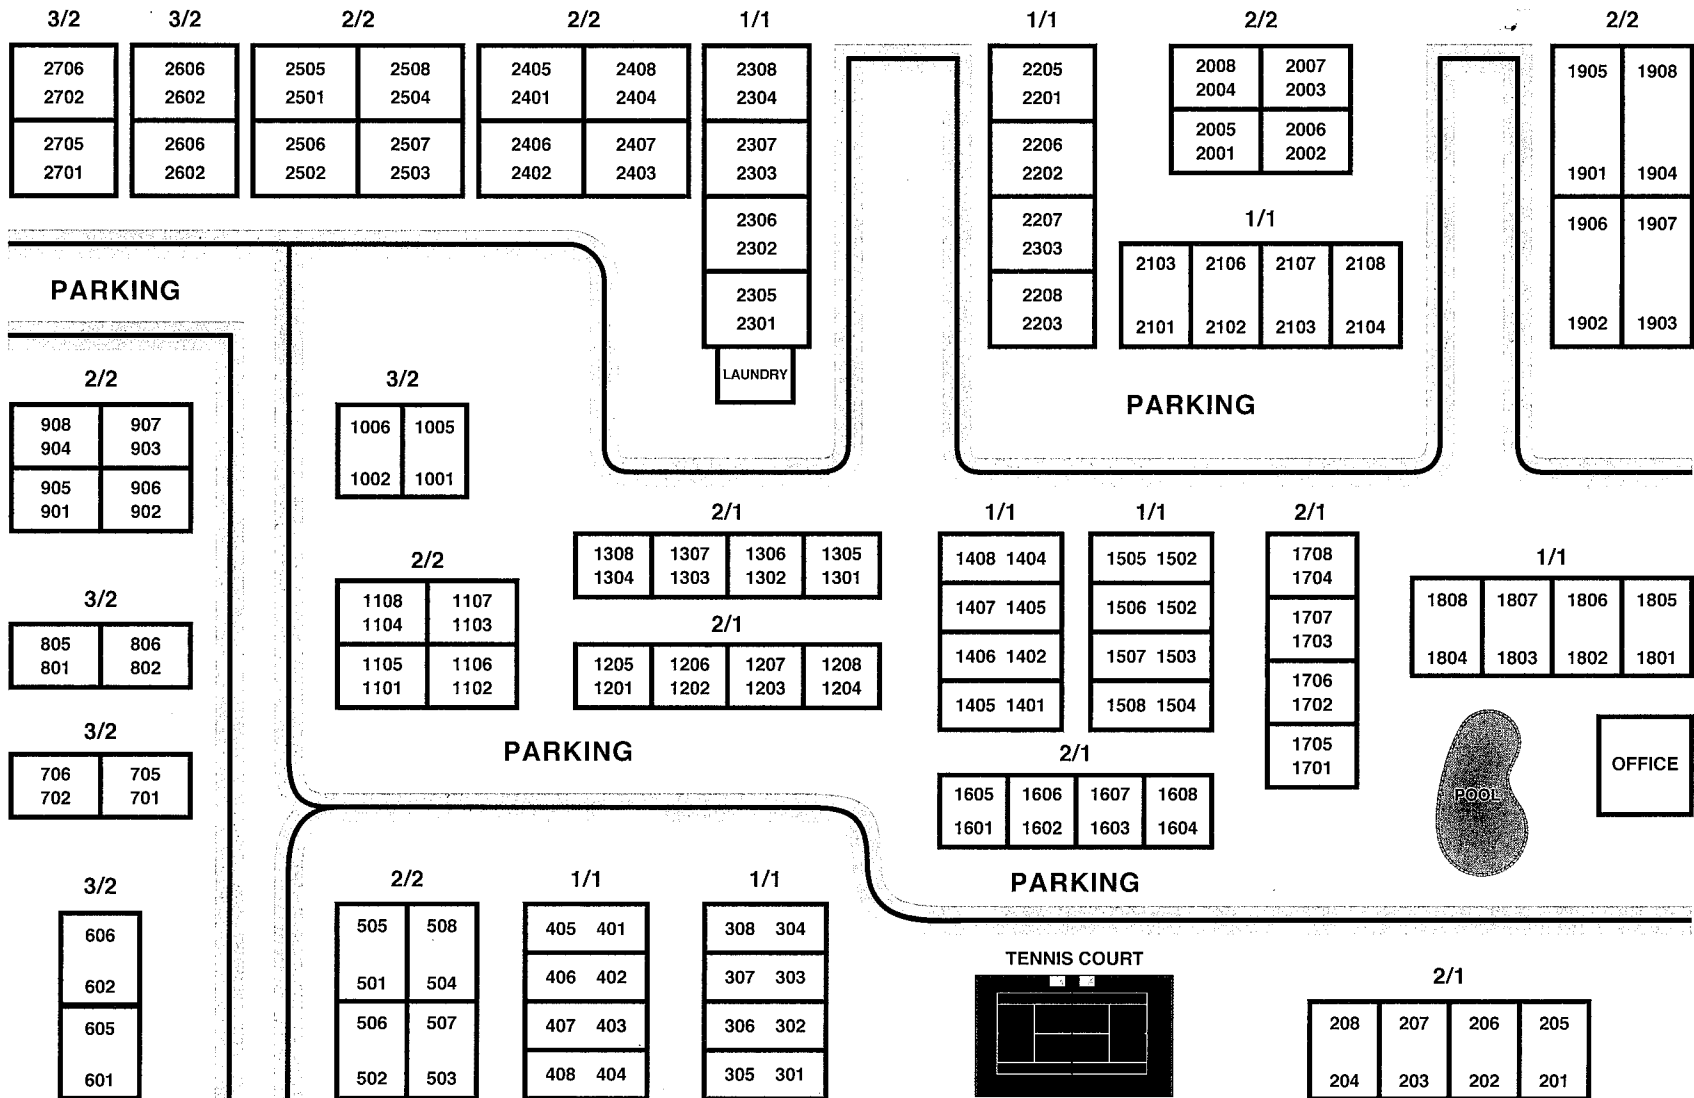 3/2 3/2 2/2 2/2 1/1 1/1 2/2 2/2
2706 2606 2505 2508 2405 2408 2308 2205 2008 2007 1905 1908
2702 2602 2501 2504 2401 2404 2304 2201 2004 2003
2705 2606 2506 2507 2406 2407 2307 2206 2005 2006
2701 2602 2502 2503 2402 2403 2303 2202 2001 2002 1901 1904
2306 2207 1/1 1906 1907
2302 2303
2103 2106 2107 2108
PARKING
2305 2208
2301 2203 2101 2102 2103 2104 1902 1903
LAUNDRY
2/2 3/2
PARKING
908 907 1006 1005
904 903
905 906 1002 1001
901 902
2/1 1/1 1/1 2/1
1308 1307 1306 1305 1408 1404 1505 1502 1708
1304 1303 1302 1301 1704
2/2 1/1
3/2 1108 1107 1407 1405 1506 1502 1707 1808 1807 1806 1805
1104 1103 2/1 1703
805 806 1105 1106 1205 1206 1207 1208 1406 1402 1507 1503 1706 1804 1803 1802 1801
801 802 1101 1102 1201 1202 1203 1204 1702
1405 1401 1508 1504
3/2 PARKING 2/1 1705
1701
706 705 OFFICE
702 701 1605 1606 1607 1608 POOL
1601 1602 1603 1604
3/2 2/2 1/1 1/1 PARKING
606 505 508 405 401 308 304
TENNIS COURT
602 501 504 406 402 307 303 2/1
605 506 507 407 403 306 302 208 207 206 205
601 502 503 408 404 305 301 204 203 202 201